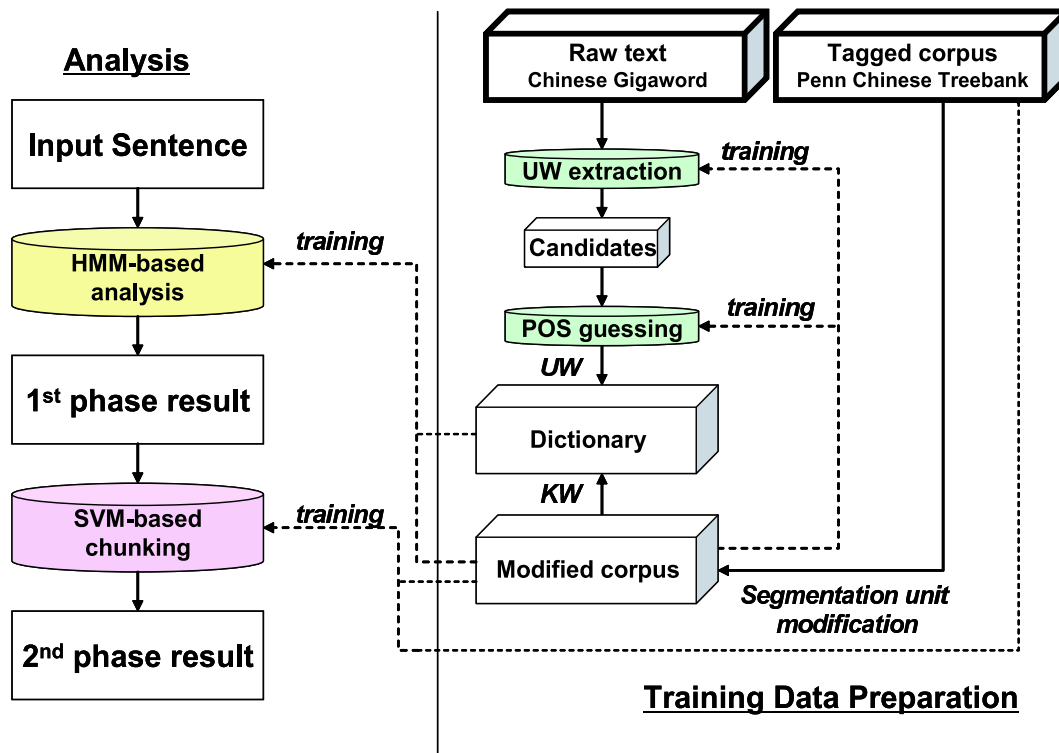 Analysis
Input Sentence
HMM-based
analysis
1st phase result
SVM-based
chunking
2nd phase result
training
training
Raw text
Chinese Gigaword
Tagged corpus
Penn Chinese Treebank
UW extraction
training
Candidates
POS guessing
training
UW
Dictionary
KW
Modified corpus
Segmentation unit
modification
Training Data Preparation